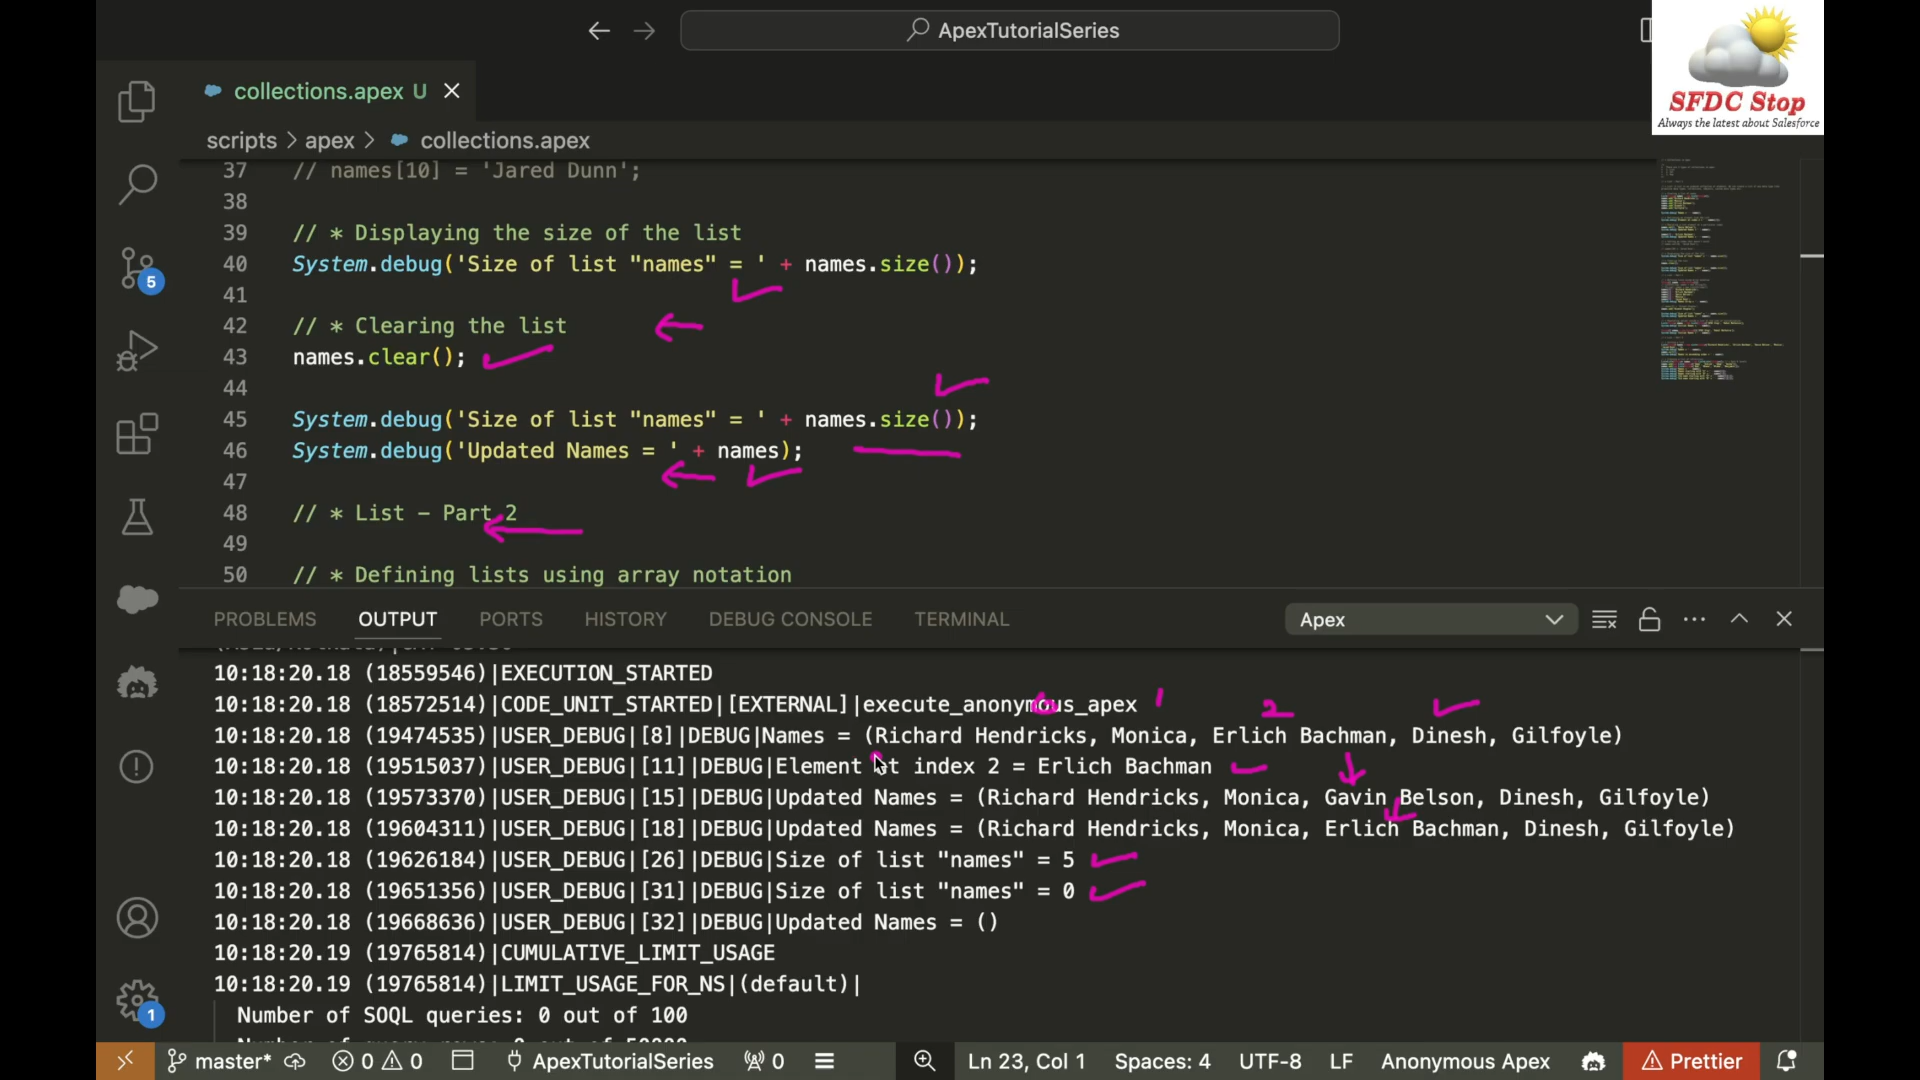 ApexTutorialSeries
SFDC Stop
Always the latest about Salesforce
collections.apex U
scripts > apex > collections.apex
37 // names[10] = 'Jared Dunn';
38
39 // * Displaying the size of the list
40 System.debug('Size of list "names" = ' + names.size());
41
42 // * Clearing the list
43 names.clear();
44
45 System.debug('Size of list "names" = ' + names.size());
46 System.debug('Updated Names = ' + names);
47
48 // * List - Part 2
49
50 // * Defining lists using array notation
5
PROBLEMS OUTPUT PORTS HISTORY DEBUG CONSOLE TERMINAL Apex
10:18:20.18 (18559546)|EXECUTION_STARTED
10:18:20.18 (18572514)|CODE_UNIT_STARTED|[EXTERNAL]|execute_anonymous_apex
0 1 2
10:18:20.18 (19474535)|USER_DEBUG|[8]|DEBUG|Names = (Richard Hendricks, Monica, Erlich Bachman, Dinesh, Gilfoyle)
10:18:20.18 (19515037)|USER_DEBUG|[11]|DEBUG|Element at index 2 = Erlich Bachman
10:18:20.18 (19573370)|USER_DEBUG|[15]|DEBUG|Updated Names = (Richard Hendricks, Monica, Gavin Belson, Dinesh, Gilfoyle)
10:18:20.18 (19604311)|USER_DEBUG|[18]|DEBUG|Updated Names = (Richard Hendricks, Monica, Erlich Bachman, Dinesh, Gilfoyle)
10:18:20.18 (19626184)|USER_DEBUG|[26]|DEBUG|Size of list "names" = 5
10:18:20.18 (19651356)|USER_DEBUG|[31]|DEBUG|Size of list "names" = 0
10:18:20.18 (19668636)|USER_DEBUG|[32]|DEBUG|Updated Names = ()
10:18:20.19 (19765814)|CUMULATIVE_LIMIT_USAGE
10:18:20.19 (19765814)|LIMIT_USAGE_FOR_NS|(default)|
Number of SOQL queries: 0 out of 100
1
master* 0 0 ApexTutorialSeries 0 Ln 23, Col 1 Spaces: 4 UTF-8 LF Anonymous Apex Prettier